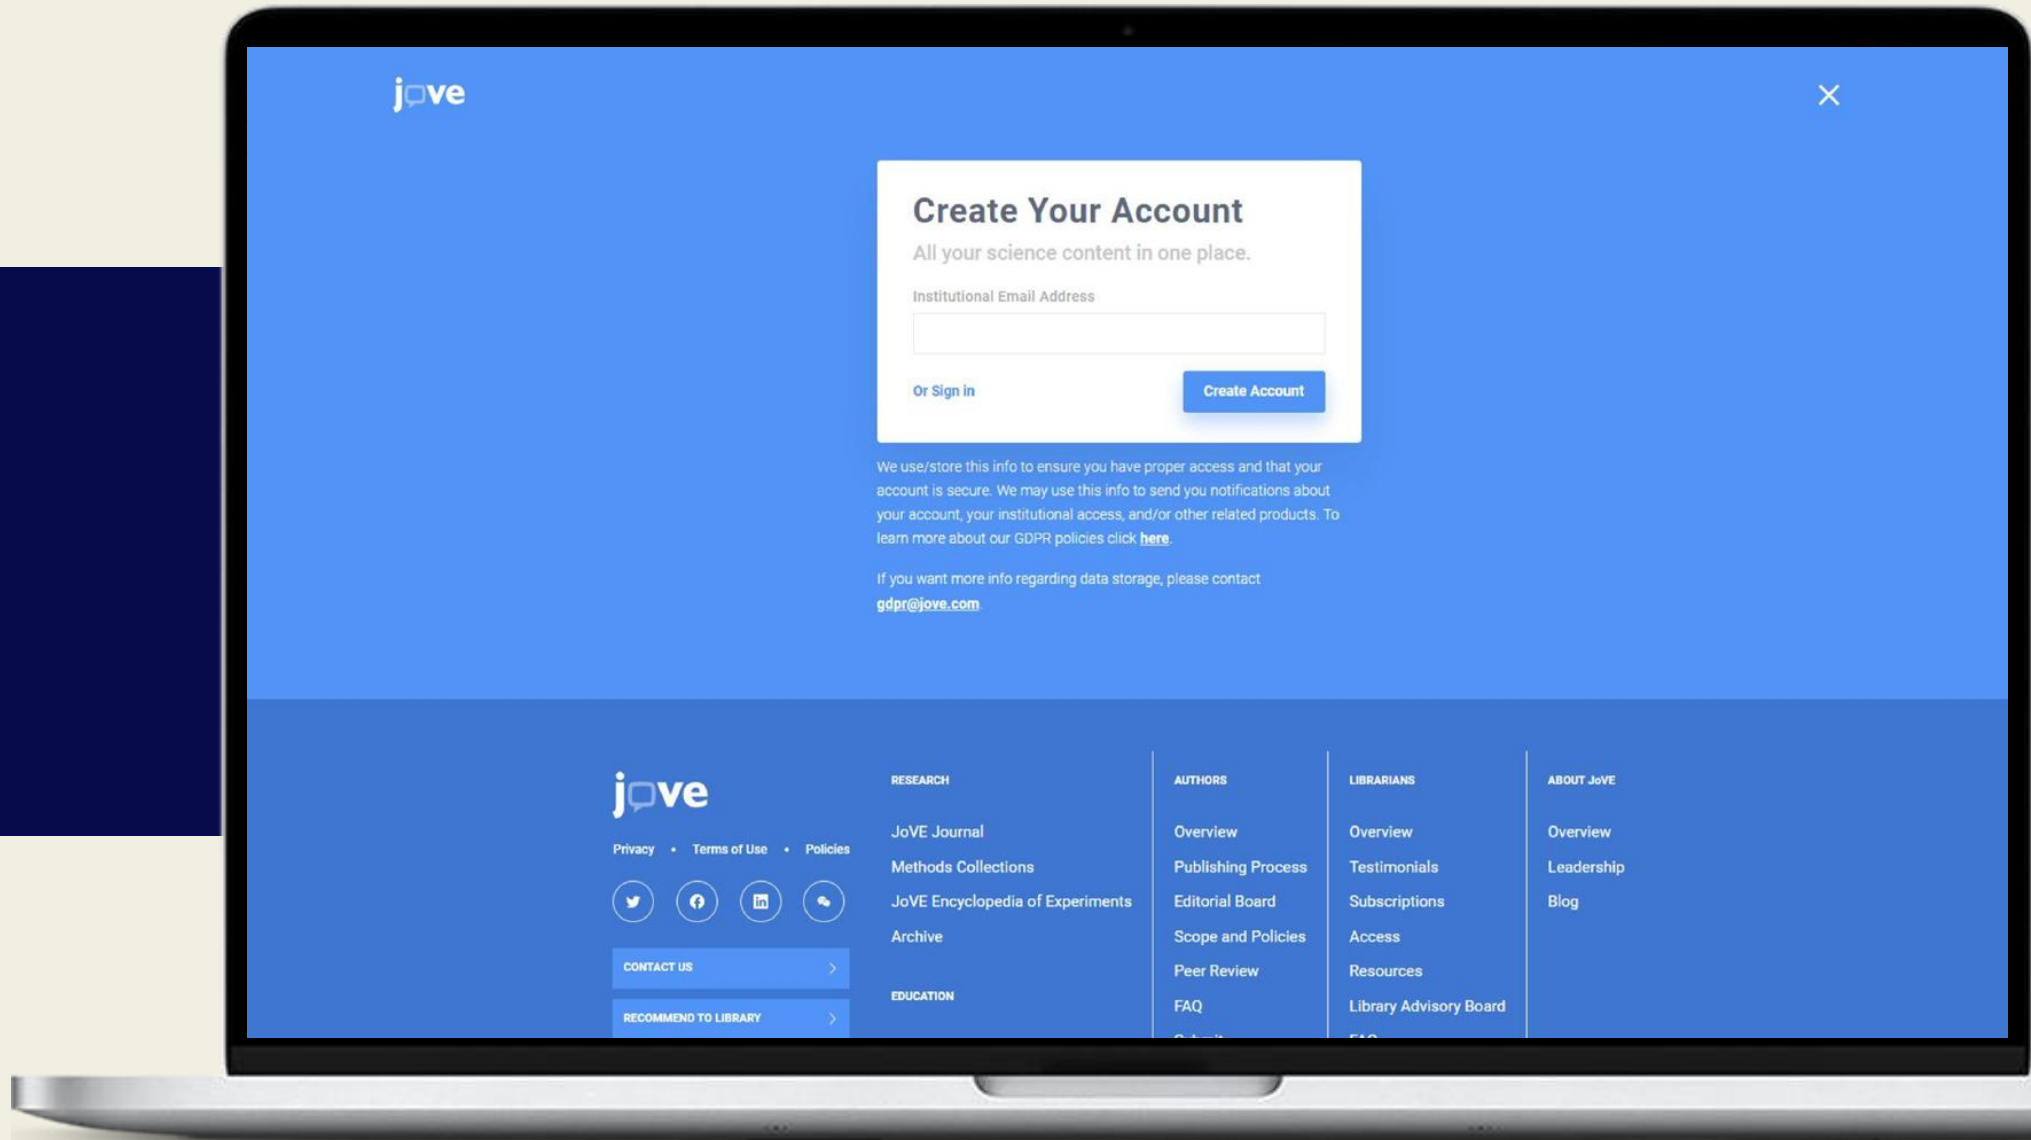 jove
Create Your Account
All your science content in one place.
Institutional Email Address
Or Sign in
Create Account
We use/store this info to ensure you have proper access and that your
account is secure. We may use this info to send you notifications about
your account, your institutional access, and/or other related products. To
learn more about our GDPR policies click here.
If you want more info regarding data storage, please contact
gdpr@jove.com.
jove
Privacy • Terms of Use • Policies
CONTACT US
RECOMMEND TO LIBRARY
RESEARCH
JoVE Journal
Methods Collections
JoVE Encyclopedia of Experiments
Archive
EDUCATION
AUTHORS
Overview
Publishing Process
Editorial Board
Scope and Policies
Peer Review
FAQ
LIBRARIANS
Overview
Testimonials
Subscriptions
Access
Resources
Library Advisory Board
ABOUT JoVE
Overview
Leadership
Blog